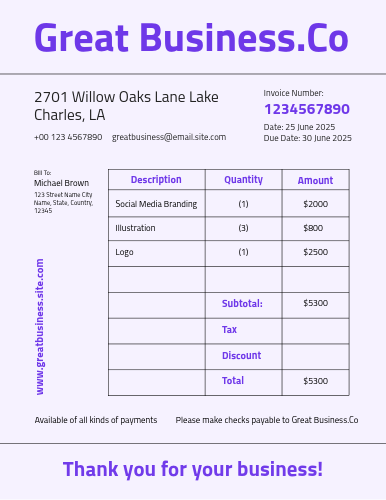 Great Business.Co
2701 Willow Oaks Lane Lake
Charles, LA
+00 123 4567890 greatbusiness@email.site.com
Invoice Number:
1234567890
Date: 25 June 2025
Due Date: 30 June 2025
Bill To:
Michael Brown
123 Street Name City
Name, State, Country,
12345
www.greatbusiness.site.com
Description Quantity Amount
Social Media Branding (1) $2000
Illustration (3) $800
Logo (1) $2500
Subtotal: $5300
Tax
Discount
Total $5300
Available of all kinds of payments Please make checks payable to Great Business.Co
Thank you for your business!